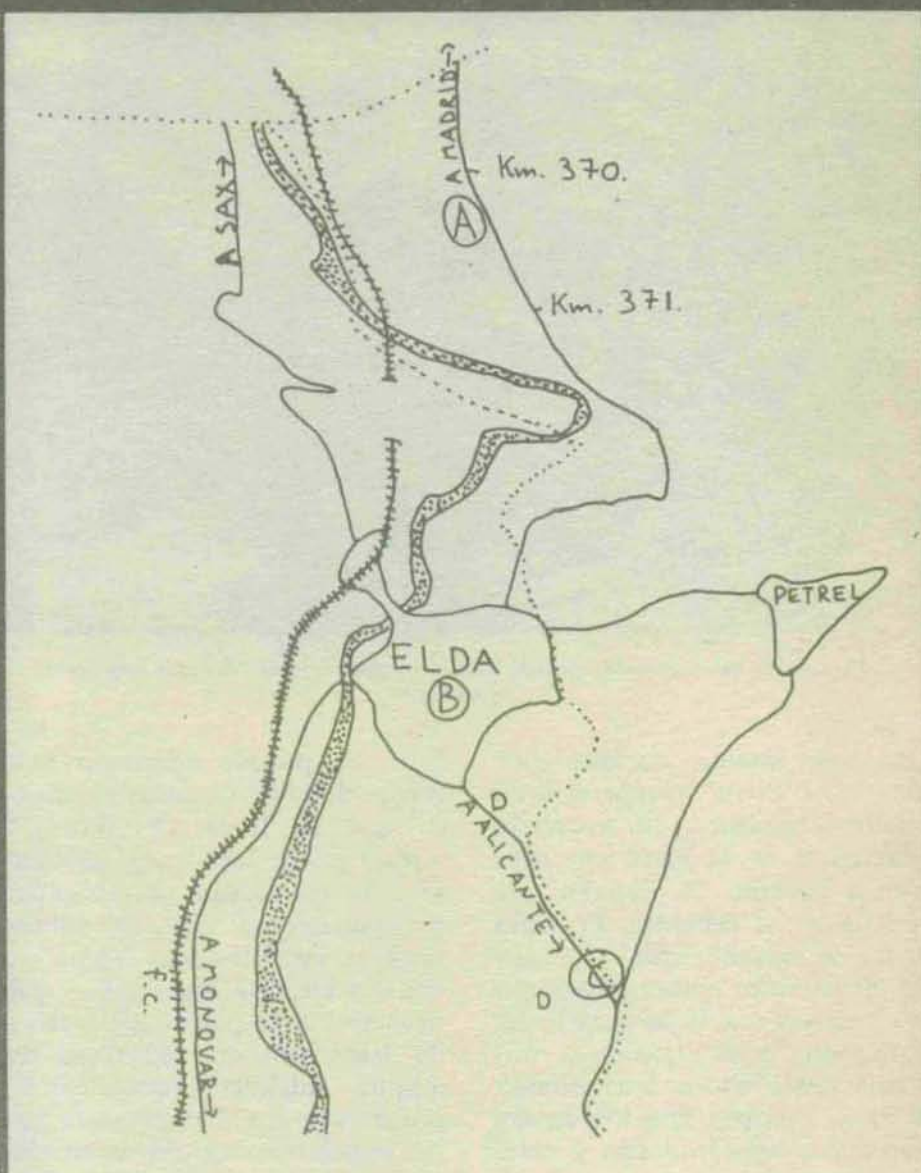 A MADRID→
Km. 370.
A SAX→
A
Km. 371.
PETREL
ELDA
B
D
A ALICANTE→
C
D
A MONOVAR→
f.c.